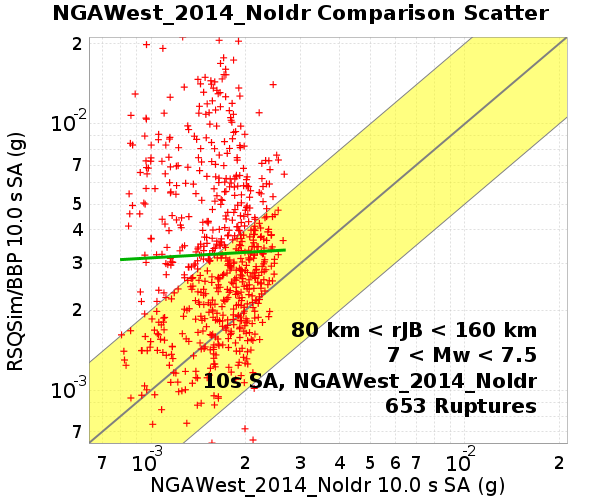 NGAWest_2014_NoIdr Comparison Scatter
RSQSim/BBP 10.0 s SA (g)
2
10^-2
7
5
4
3
2
10^-3
7
80 km < rJB < 160 km
7 < Mw < 7.5
10s SA, NGAWest_2014_NoIdr
653 Ruptures
7 10^-3 2 3 4 5 6 7 10^-2 2
NGAWest_2014_NoIdr 10.0 s SA (g)